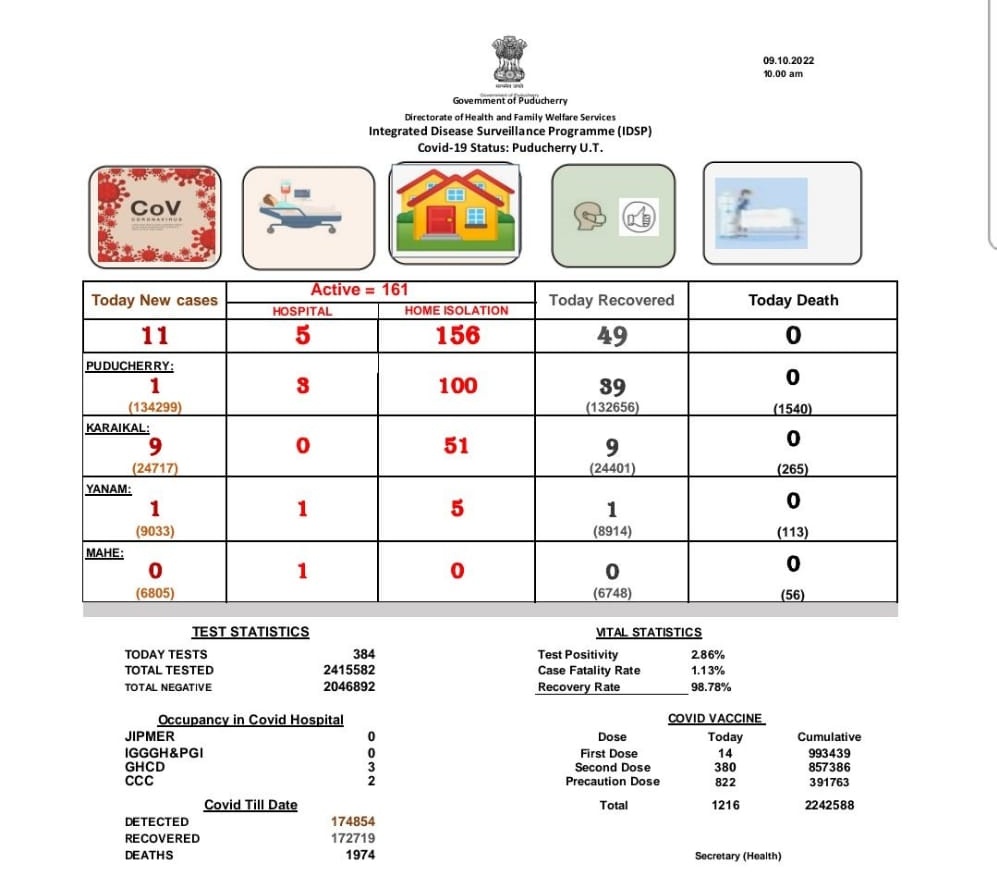 09.10.2022
10.00 am
सत्यमेव जयते
Government of Puducherry
Government of Puducherry
Directorate of Health and Family Welfare Services
Integrated Disease Surveillance Programme (IDSP)
Covid-19 Status: Puducherry U.T.
CoV
CORONAVIRUS
Today New cases
Active = 161
HOSPITAL HOME ISOLATION
Today Recovered
Today Death
11 5 156 49 0
PUDUCHERRY:
1 3 100 39 0
(134299) (132656) (1540)
KARAIKAL:
9 0 51 9 0
(24717) (24401) (265)
YANAM:
1 1 5 1 0
(9033) (8914) (113)
MAHE:
0 1 0 0 0
(6805) (6748) (56)
TEST STATISTICS
TODAY TESTS 384
TOTAL TESTED 2415582
TOTAL NEGATIVE 2046892
VITAL STATISTICS
Test Positivity 2.86%
Case Fatality Rate 1.13%
Recovery Rate 98.78%
Occupancy in Covid Hospital
JIPMER 0
IGGGH&PGI 0
GHCD 3
CCC 2
COVID VACCINE
Dose Today Cumulative
First Dose 14 993439
Second Dose 380 857386
Precaution Dose 822 391763
Total 1216 2242588
Covid Till Date
DETECTED 174854
RECOVERED 172719
DEATHS 1974
Secretary (Health)